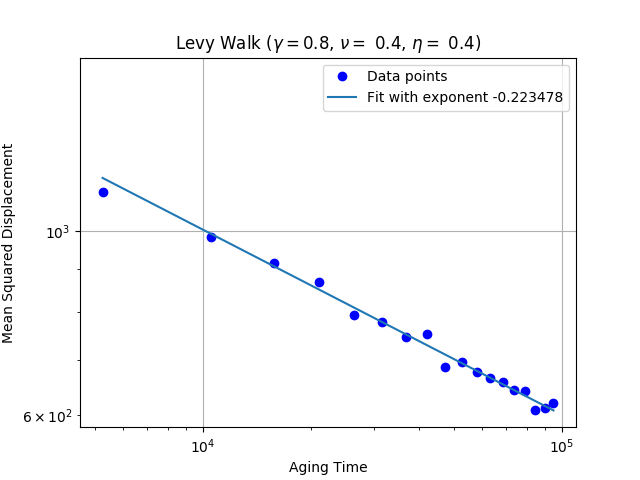 Levy Walk (γ = 0.8, ν = 0.4, η = 0.4)
Data points
Fit with exponent -0.223478
Mean Squared Displacement
10³
6 × 10²
10⁴
10⁵
Aging Time